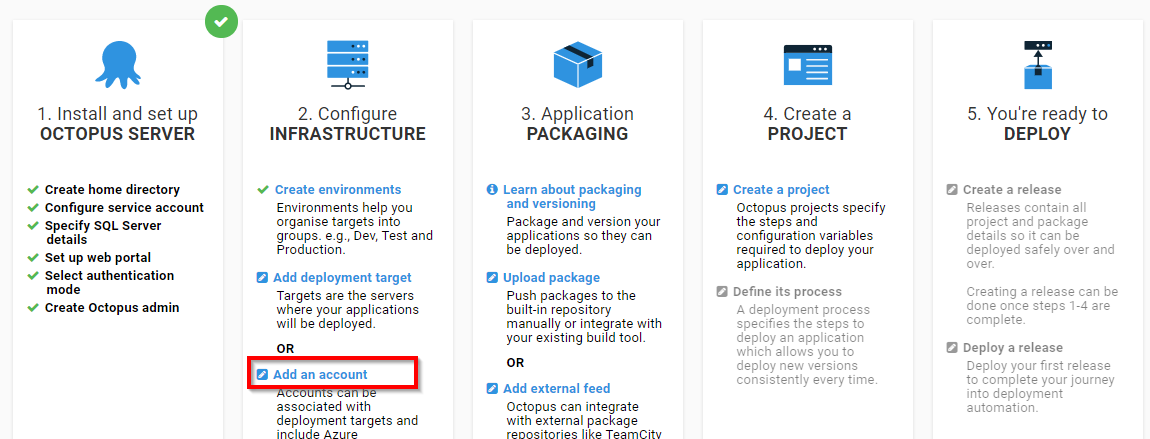 1. Install and set up
OCTOPUS SERVER
Create home directory
Configure service account
Specify SQL Server
details
Set up web portal
Select authentication
mode
Create Octopus admin
2. Configure
INFRASTRUCTURE
Create environments
Environments help you
organise targets into
groups. e.g., Dev, Test and
Production.
Add deployment target
Targets are the servers
where your applications
will be deployed.
OR
Add an account
Accounts can be
associated with
deployment targets and
include Azure
3. Application
PACKAGING
Learn about packaging
and versioning
Package and version your
applications so they can
be deployed.
Upload package
Push packages to the
built-in repository
manually or integrate with
your existing build tool.
OR
Add external feed
Octopus can integrate
with external package
repositories like TeamCity
4. Create a
PROJECT
Create a project
Octopus projects specify
the steps and
configuration variables
required to deploy your
application.
Define its process
A deployment process
specifies the steps to
deploy an application
which allows you to
deploy new versions
consistently every time.
5. You're ready to
DEPLOY
Create a release
Releases contain all
project and package
details so it can be
deployed safely over and
over.
Creating a release can be
done once steps 1-4 are
complete.
Deploy a release
Deploy your first release
to complete your journey
into deployment
automation.